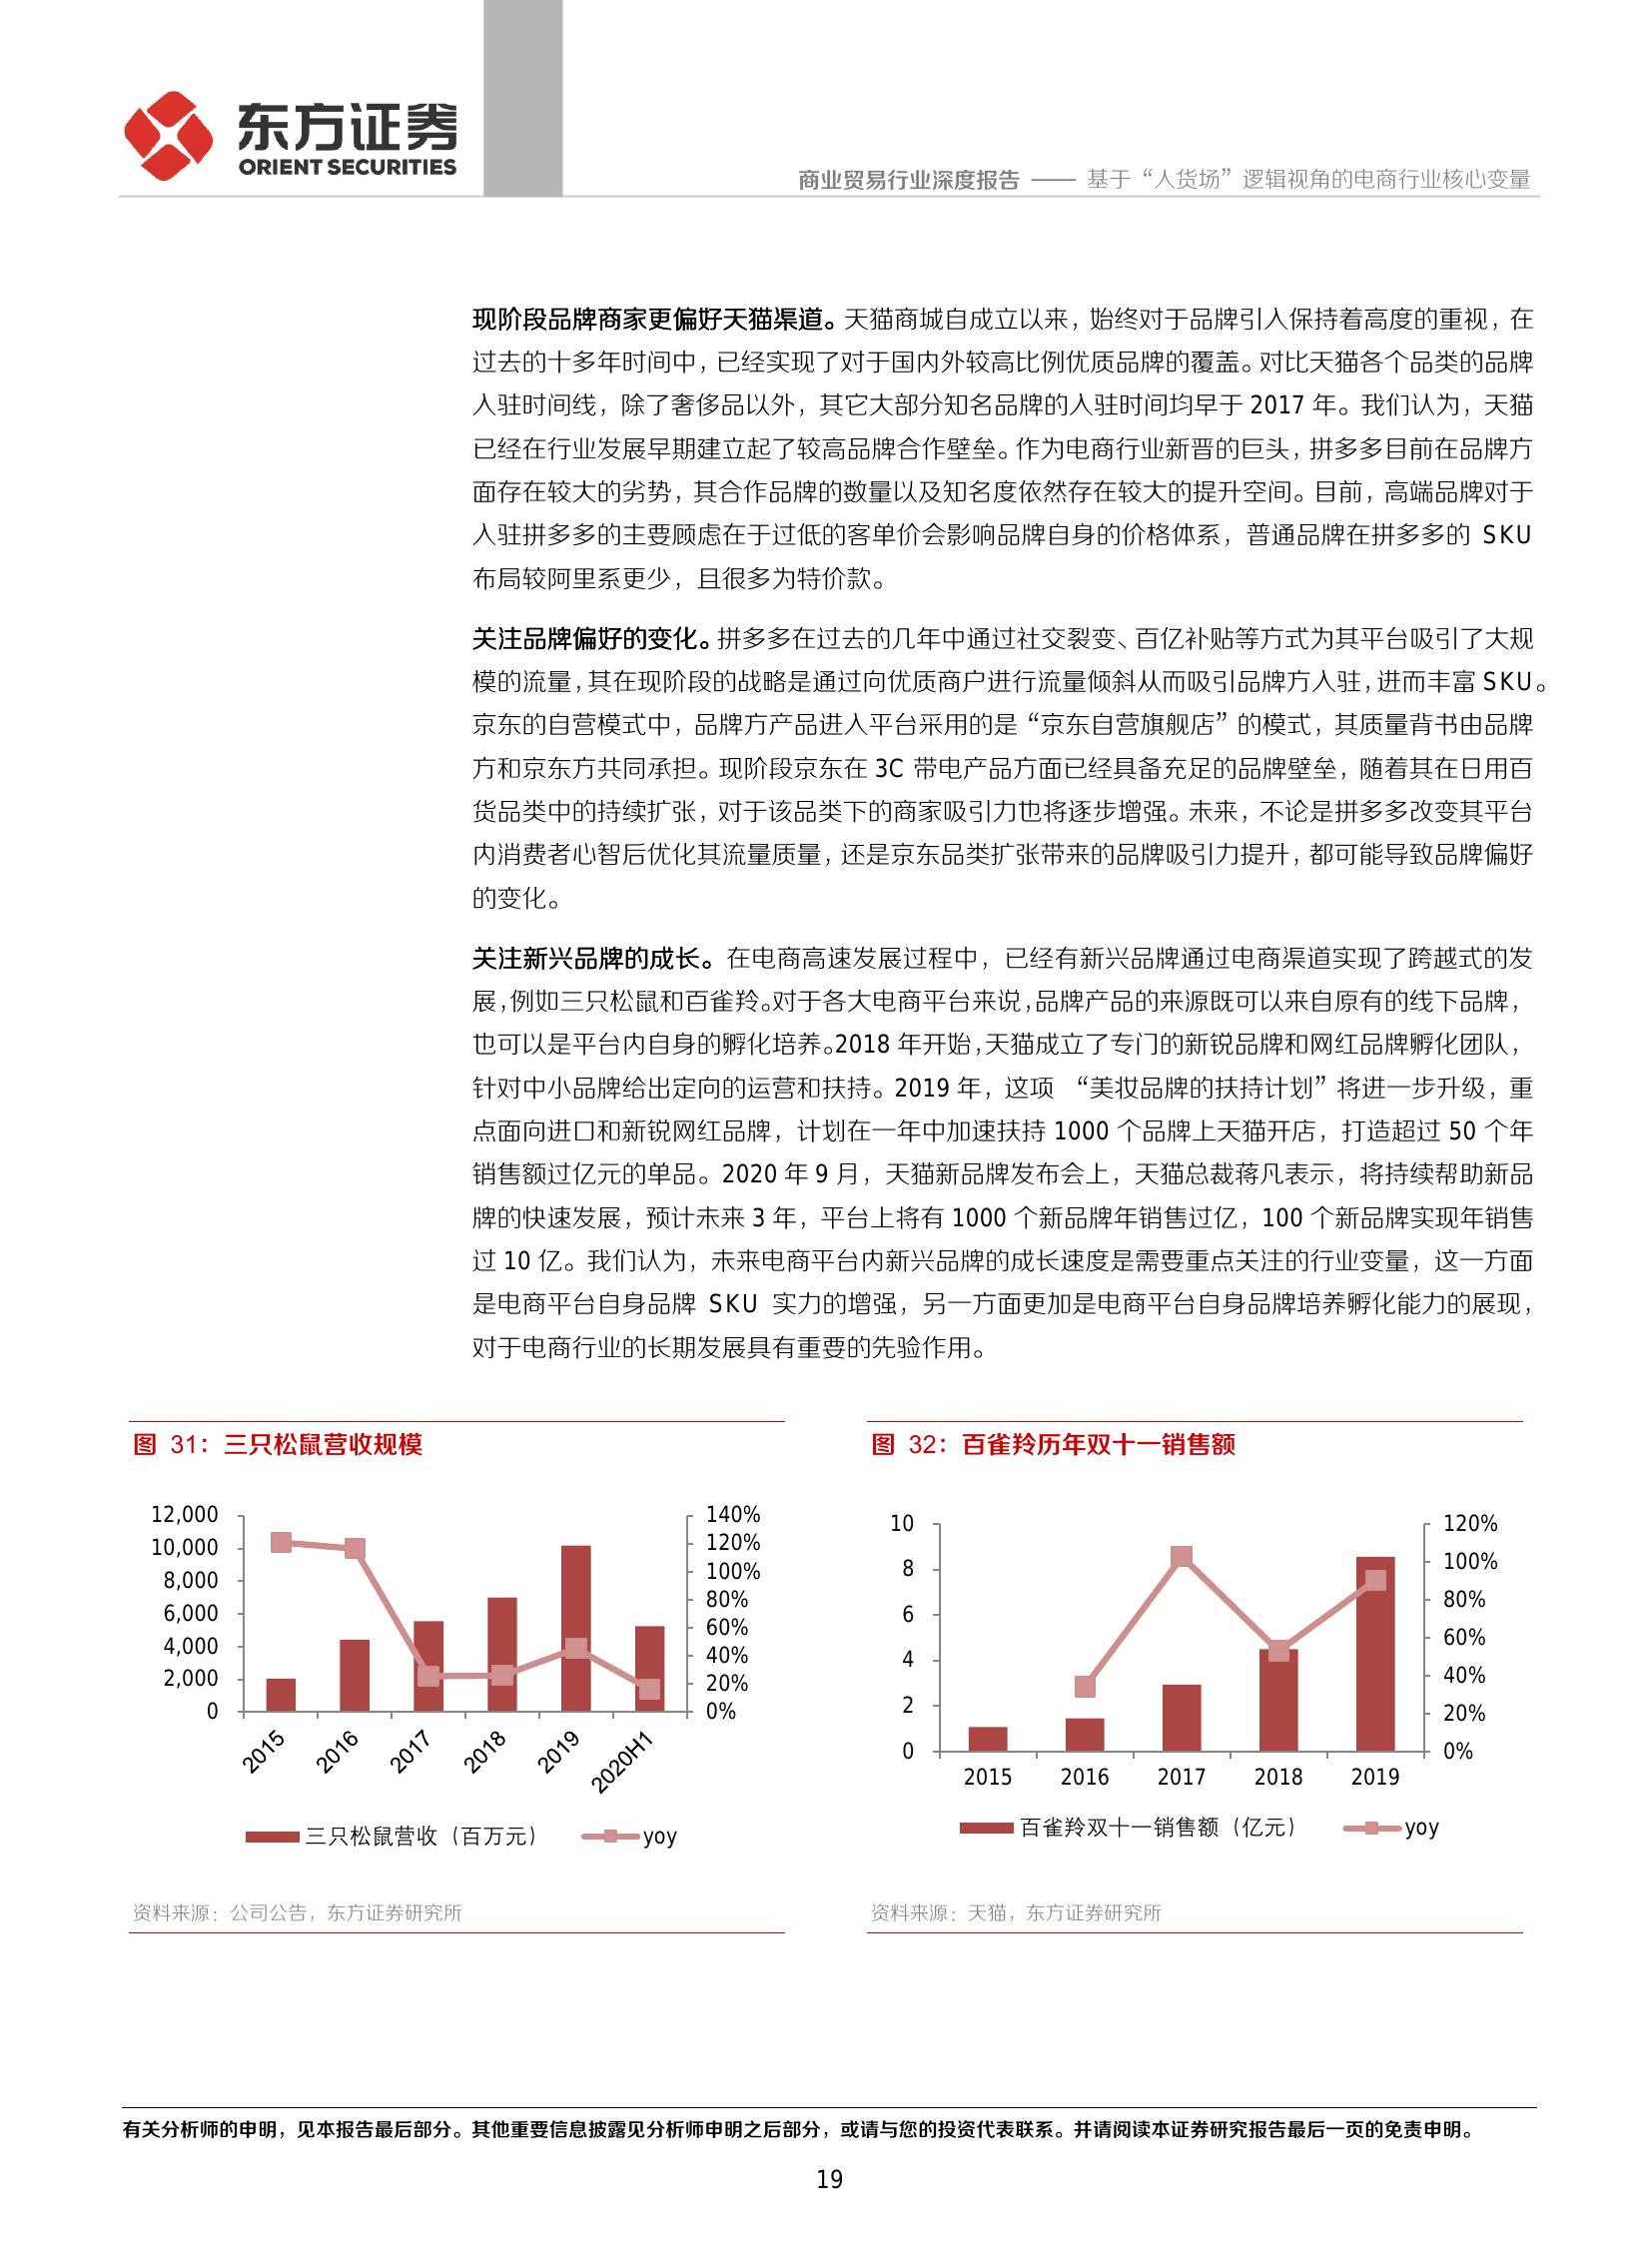 东方证券
ORIENT SECURITIES
商业贸易行业深度报告 —— 基于“人货场”逻辑视角的电商行业核心变量
现阶段品牌商家更偏好天猫渠道。天猫商城自成立以来，始终对于品牌引入保持着高度的重视，在
过去的十多年时间中，已经实现了对于国内外较高比例优质品牌的覆盖。对比天猫各个品类的品牌
入驻时间线，除了奢侈品以外，其它大部分知名品牌的入驻时间均早于 2017 年。我们认为，天猫
已经在行业发展早期建立起了较高品牌合作壁垒。作为电商行业新晋的巨头，拼多多目前在品牌方
面存在较大的劣势，其合作品牌的数量以及知名度依然存在较大的提升空间。目前，高端品牌对于
入驻拼多多的主要顾虑在于过低的客单价会影响品牌自身的价格体系，普通品牌在拼多多的 SKU
布局较阿里系更少，且很多为特价款。
关注品牌偏好的变化。拼多多在过去的几年中通过社交裂变、百亿补贴等方式为其平台吸引了大规
模的流量，其在现阶段的战略是通过向优质商户进行流量倾斜从而吸引品牌方入驻，进而丰富 SKU。
京东的自营模式中，品牌方产品进入平台采用的是“京东自营旗舰店”的模式，其质量背书由品牌
方和京东方共同承担。现阶段京东在 3C 带电产品方面已经具备充足的品牌壁垒，随着其在日用百
货品类中的持续扩张，对于该品类下的商家吸引力也将逐步增强。未来，不论是拼多多改变其平台
内消费者心智后优化其流量质量，还是京东品类扩张带来的品牌吸引力提升，都可能导致品牌偏好
的变化。
关注新兴品牌的成长。在电商高速发展过程中，已经有新兴品牌通过电商渠道实现了跨越式的发
展，例如三只松鼠和百雀羚。对于各大电商平台来说，品牌产品的来源既可以来自原有的线下品牌，
也可以是平台内自身的孵化培养。2018 年开始，天猫成立了专门的新锐品牌和网红品牌孵化团队，
针对中小品牌给出定向的运营和扶持。2019 年，这项 “美妆品牌的扶持计划”将进一步升级，重
点面向进口和新锐网红品牌，计划在一年中加速扶持 1000 个品牌上天猫开店，打造超过 50 个年
销售额过亿元的单品。2020 年 9 月，天猫新品牌发布会上，天猫总裁蒋凡表示，将持续帮助新品
牌的快速发展，预计未来 3 年，平台上将有 1000 个新品牌年销售过亿，100 个新品牌实现年销售
过 10 亿。我们认为，未来电商平台内新兴品牌的成长速度是需要重点关注的行业变量，这一方面
是电商平台自身品牌 SKU 实力的增强，另一方面更加是电商平台自身品牌培养孵化能力的展现，
对于电商行业的长期发展具有重要的先验作用。
图 31：三只松鼠营收规模
12,000
10,000
8,000
6,000
4,000
2,000
0
140%
120%
100%
80%
60%
40%
20%
0%
2015
2016
2017
2018
2019
2020H1
三只松鼠营收（百万元）
yoy
资料来源：公司公告，东方证券研究所
图 32：百雀羚历年双十一销售额
10
8
6
4
2
0
120%
100%
80%
60%
40%
20%
0%
2015
2016
2017
2018
2019
百雀羚双十一销售额（亿元）
yoy
资料来源：天猫，东方证券研究所
有关分析师的申明，见本报告最后部分。其他重要信息披露见分析师申明之后部分，或请与您的投资代表联系。并请阅读本证券研究报告最后一页的免责申明。
19